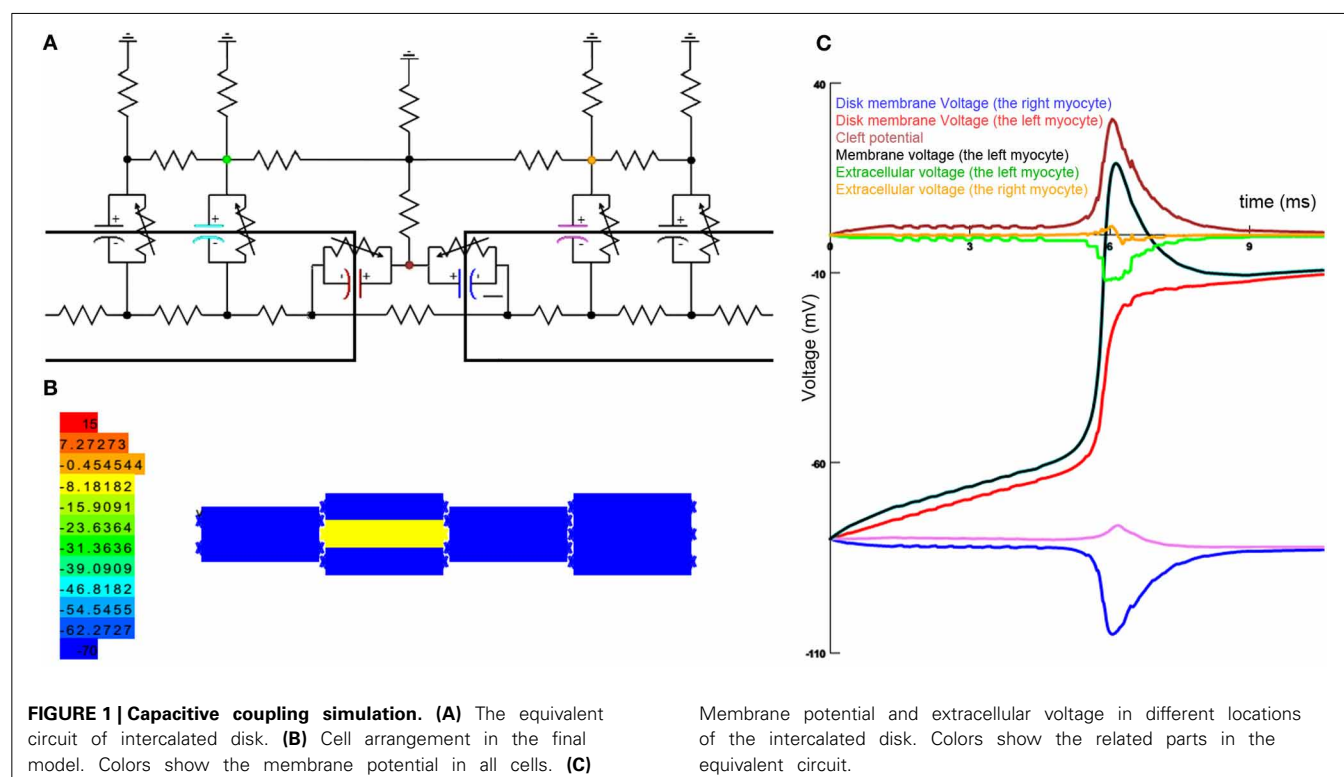 A
+
-
+
-
+
-
+
-
-
+
+
-
B
15
7.27273
-0.454544
-8.18182
-15.9091
-23.6364
-31.3636
-39.0909
-46.8182
-54.5455
-62.2727
-70
C
40
Disk membrane Voltage (the right myocyte)
Disk membrane Voltage (the left myocyte)
Cleft potential
Membrane voltage (the left myocyte)
Extracellular voltage (the left myocyte)
Extracellular voltage (the right myocyte)
time (ms)
0
3
6
9
-10
Voltage (mV)
-60
-110
FIGURE 1 | Capacitive coupling simulation. (A) The equivalent
circuit of intercalated disk. (B) Cell arrangement in the final
model. Colors show the membrane potential in all cells. (C)
Membrane potential and extracellular voltage in different locations
of the intercalated disk. Colors show the related parts in the
equivalent circuit.